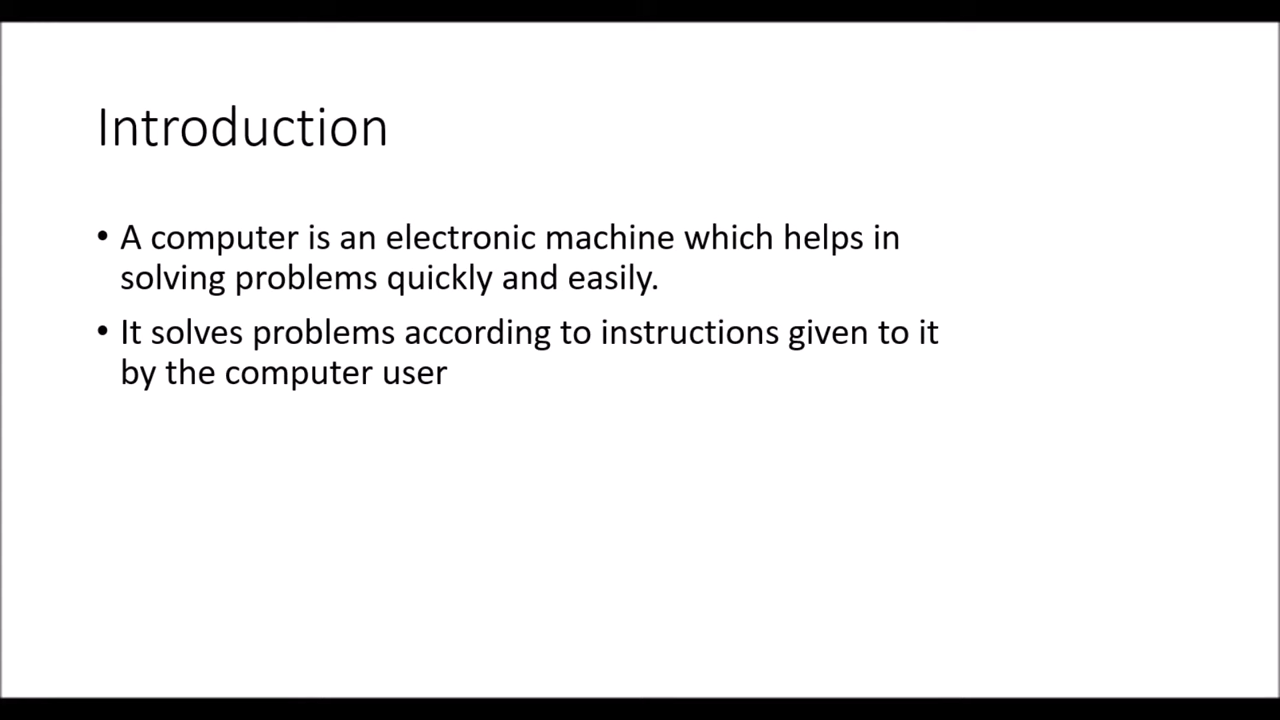 Introduction
• A computer is an electronic machine which helps in
solving problems quickly and easily.
• It solves problems according to instructions given to it
by the computer user